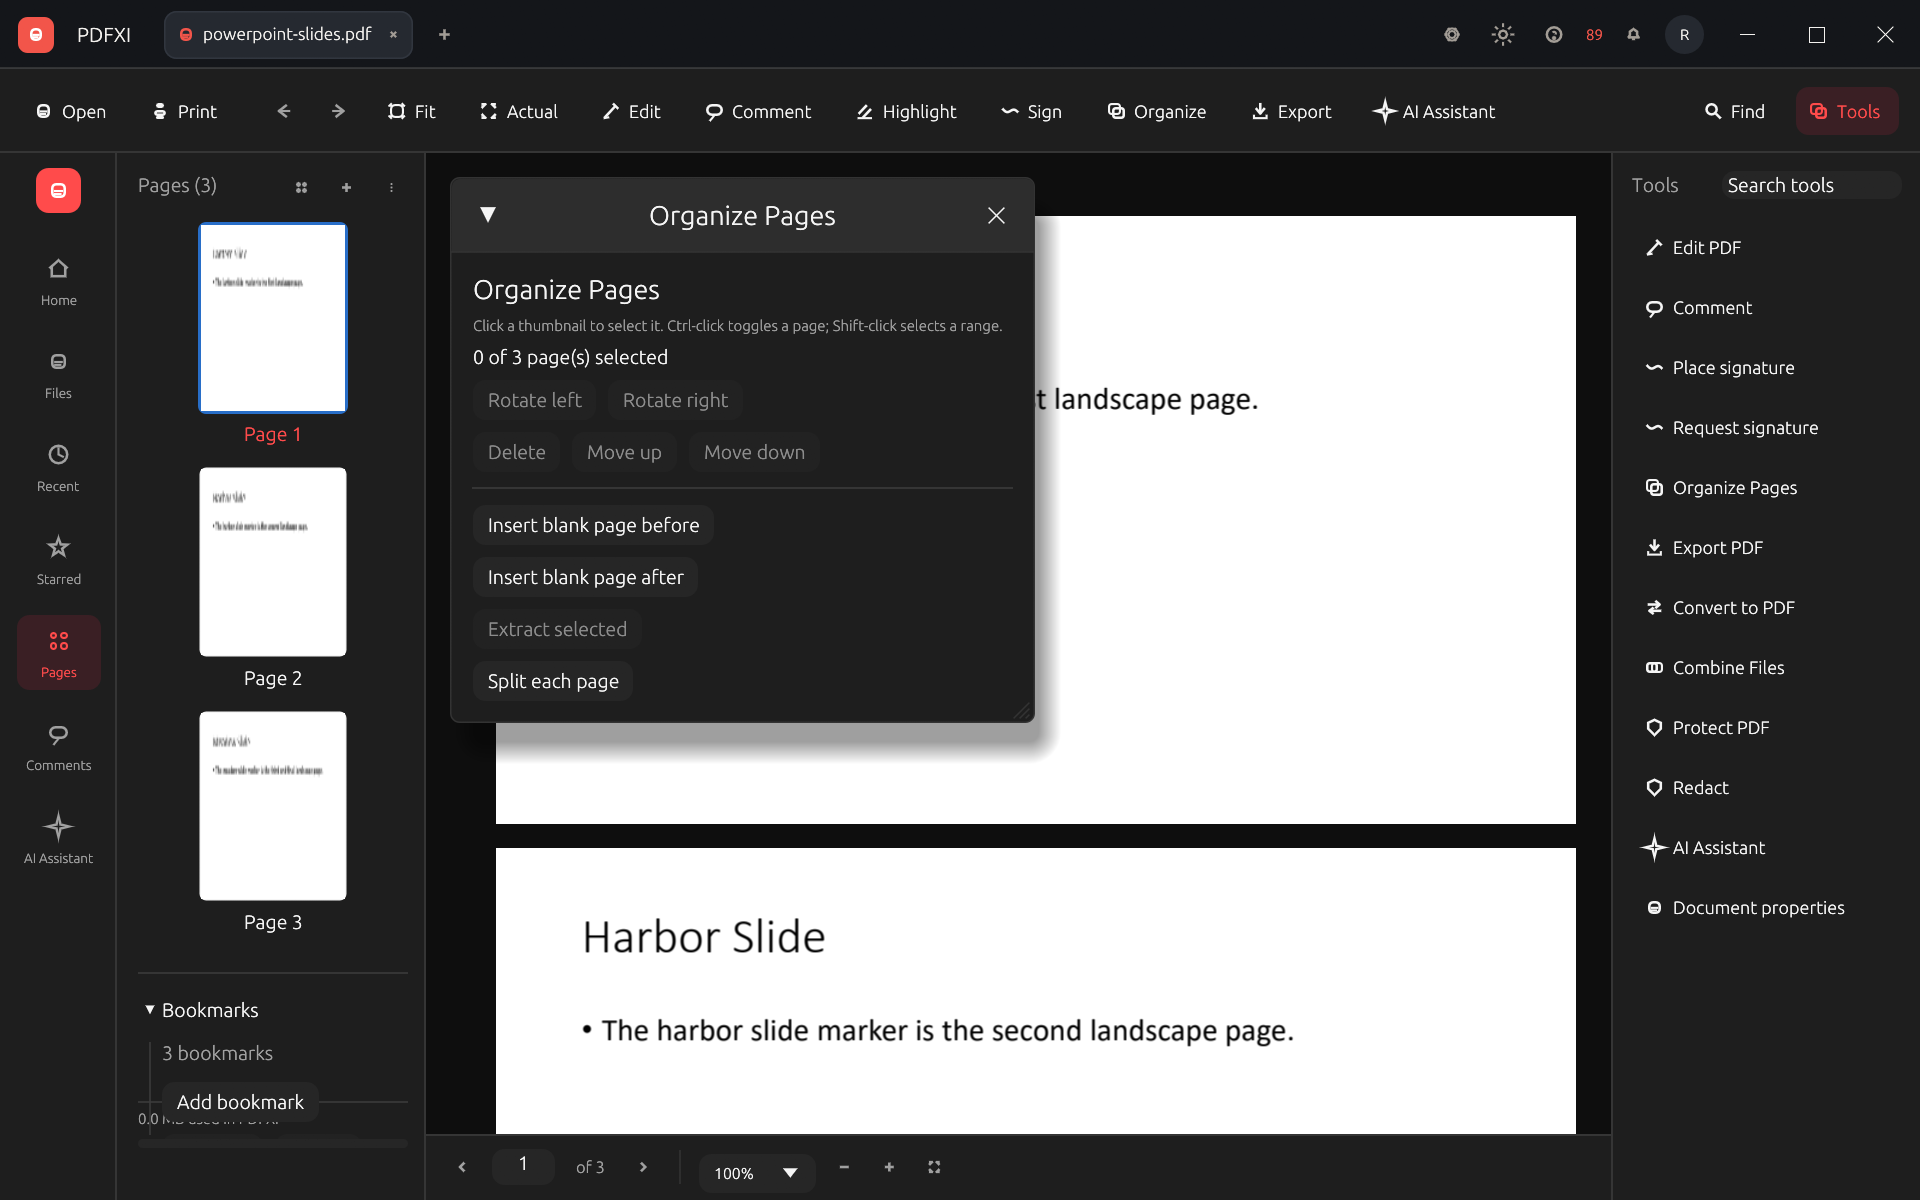 PDFXI
powerpoint-slides.pdf
89
R
Open
Print
Fit
Actual
Edit
Comment
Highlight
Sign
Organize
Export
AI Assistant
Find
Tools
Home
Files
Recent
Starred
Pages
Comments
AI Assistant
Pages (3)
Page 1
Harbor Slide
Page 2
Page 3
Bookmarks
3 bookmarks
Add bookmark
0.0
Organize Pages
Organize Pages
Click a thumbnail to select it. Ctrl-click toggles a page; Shift-click selects a range.
0 of 3 page(s) selected
Rotate left
Rotate right
Delete
Move up
Move down
Insert blank page before
Insert blank page after
Extract selected
Split each page
t landscape page.
Harbor Slide
• The harbor slide marker is the second landscape page.
1
of 3
100%
Tools
Search tools
Edit PDF
Comment
Place signature
Request signature
Organize Pages
Export PDF
Convert to PDF
Combine Files
Protect PDF
Redact
AI Assistant
Document properties